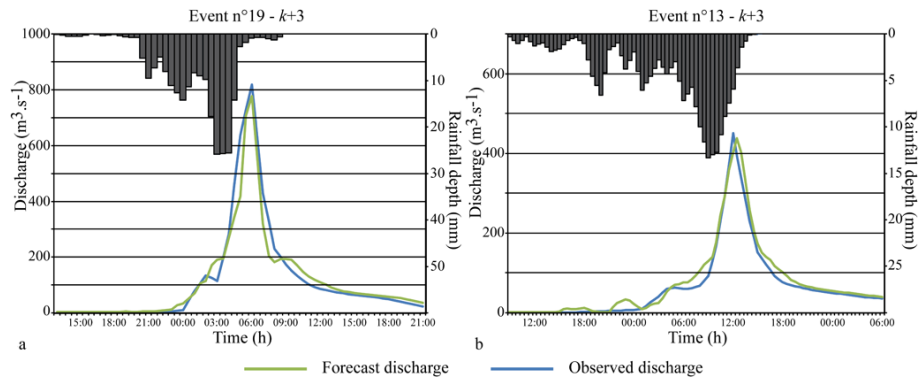 Event n°19 - k+3
Event n°13 - k+3
1000
800
600
400
200
0
Discharge (m³.s⁻¹)
0
10
20
30
40
50
Rainfall depth (mm)
15:00 18:00 21:00 00:00 03:00 06:00 09:00 12:00 15:00 18:00 21:00
Time (h)
a
600
400
200
0
Discharge (m³.s⁻¹)
0
5
10
15
20
25
Rainfall depth (mm)
12:00 18:00 00:00 06:00 12:00 18:00 00:00 06:00
Time (h)
b
Forecast discharge
Observed discharge